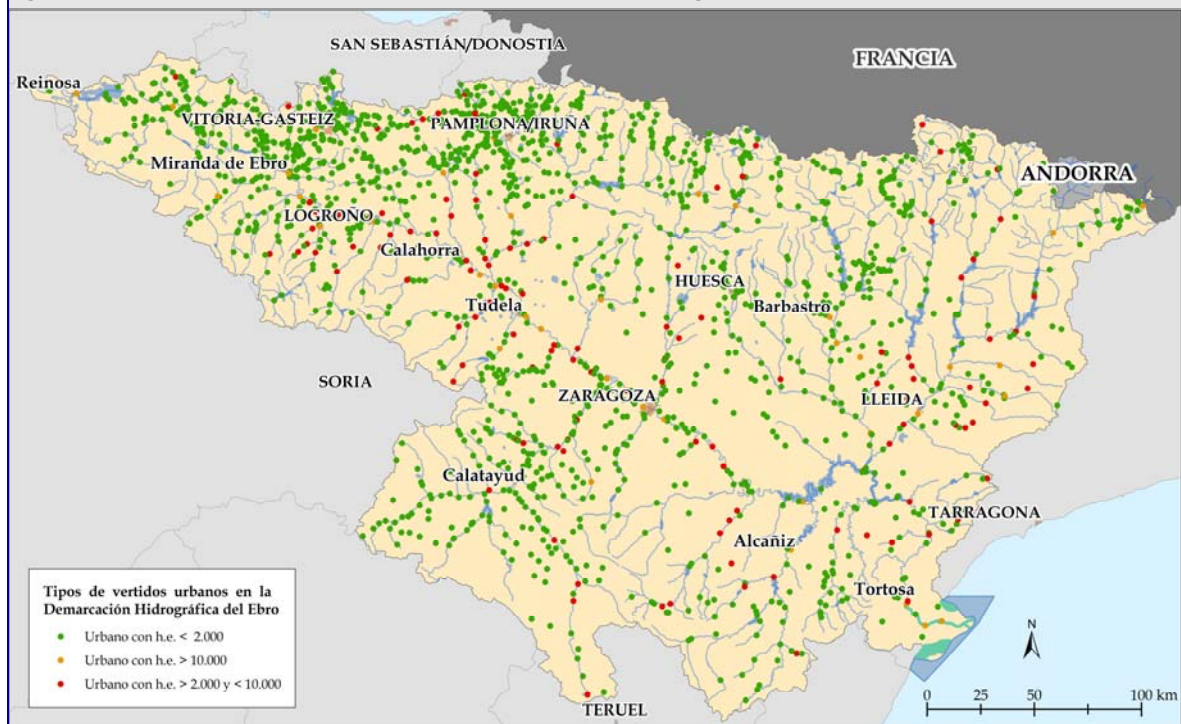 SAN SEBASTIÁN/DONOSTIA
FRANCIA
Reinosa
VITORIA-GASTEIZ
PAMPLONA/IRUÑA
Miranda de Ebro
ANDORRA
LOGROÑO
Calahorra
HUESCA
Barbastro
Tudela
SORIA
ZARAGOZA
LLEIDA
Calatayud
TARRAGONA
Alcañiz
Tortosa
TERUEL
Tipos de vertidos urbanos en la
Demarcación Hidrográfica del Ebro
Urbano con h.e. < 2.000
Urbano con h.e. > 10.000
Urbano con h.e. > 2.000 y < 10.000
N
0 25 50 100 km